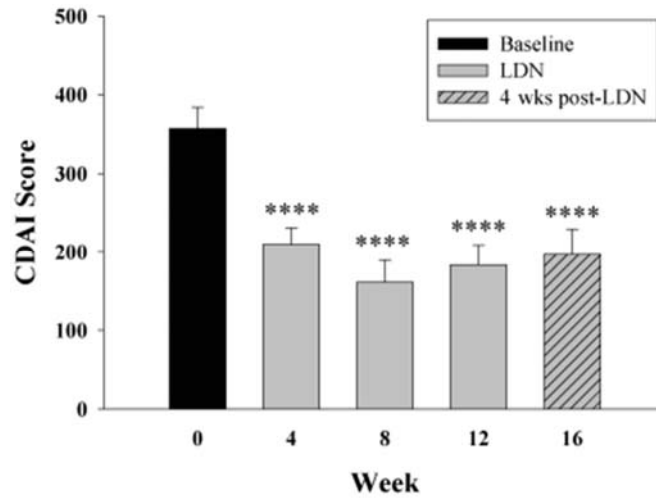 500
Baseline
LDN
4 wks post-LDN
400
300
****
****
****
****
200
100
0
CDAI Score
0 4 8 12 16
Week